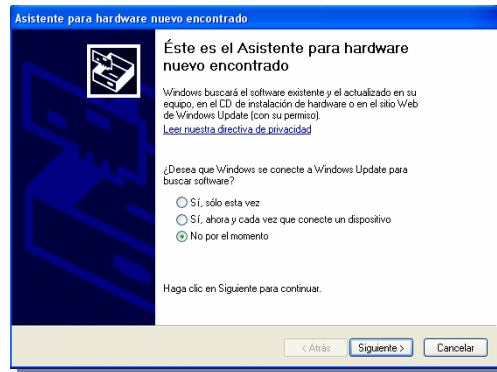 Asistente para hardware nuevo encontrado
Éste es el Asistente para hardware
nuevo encontrado
Windows buscará el software existente y el actualizado en su
equipo, en el CD de instalación de hardware o en el sitio Web
de Windows Update (con su permiso).
Leer nuestra directiva de privacidad
¿Desea que Windows se conecte a Windows Update para
buscar software?
Sí, sólo esta vez
Sí, ahora y cada vez que conecte un dispositivo
No por el momento
Haga clic en Siguiente para continuar.
< Atrás Siguiente > Cancelar